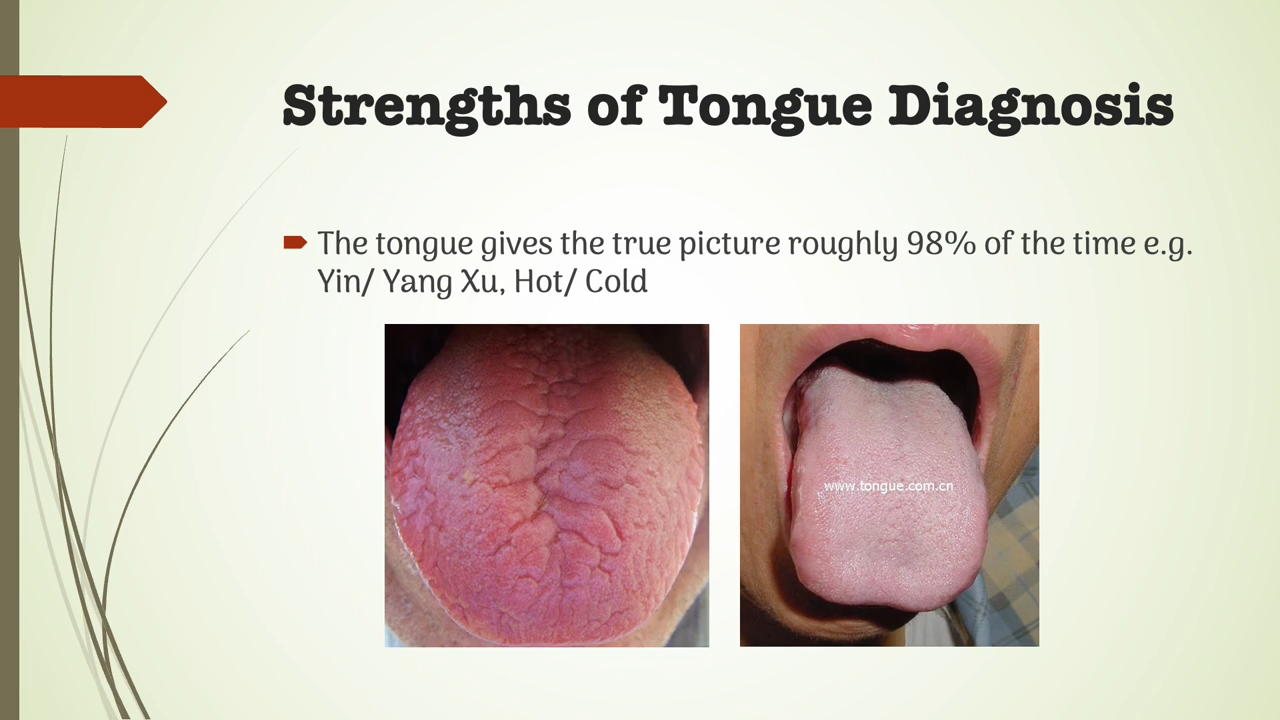 Strengths of Tongue Diagnosis
The tongue gives the true picture roughly 98% of the time e.g.
Yin/ Yang Xu, Hot/ Cold
www.tongue.com.cn